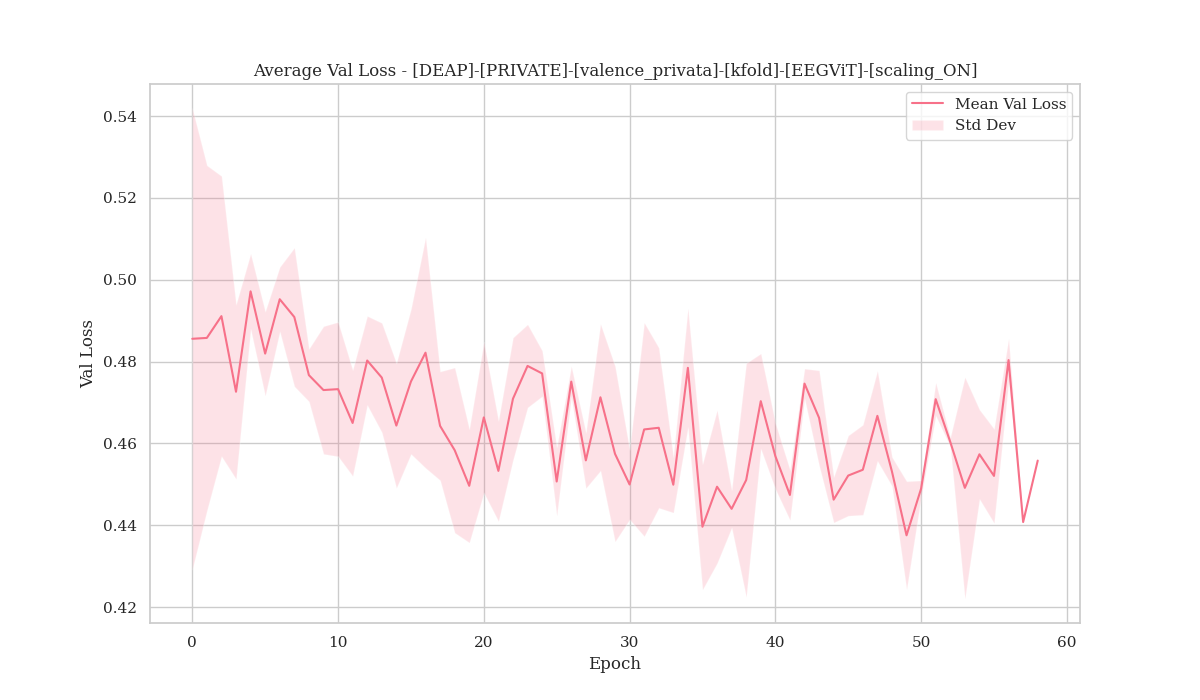 Average Val Loss - [DEAP]-[PRIVATE]-[valence_privata]-[kfold]-[EEGViT]-[scaling_ON]
Mean Val Loss
Std Dev
Val Loss
0.54
0.52
0.50
0.48
0.46
0.44
0.42
0 10 20 30 40 50 60
Epoch